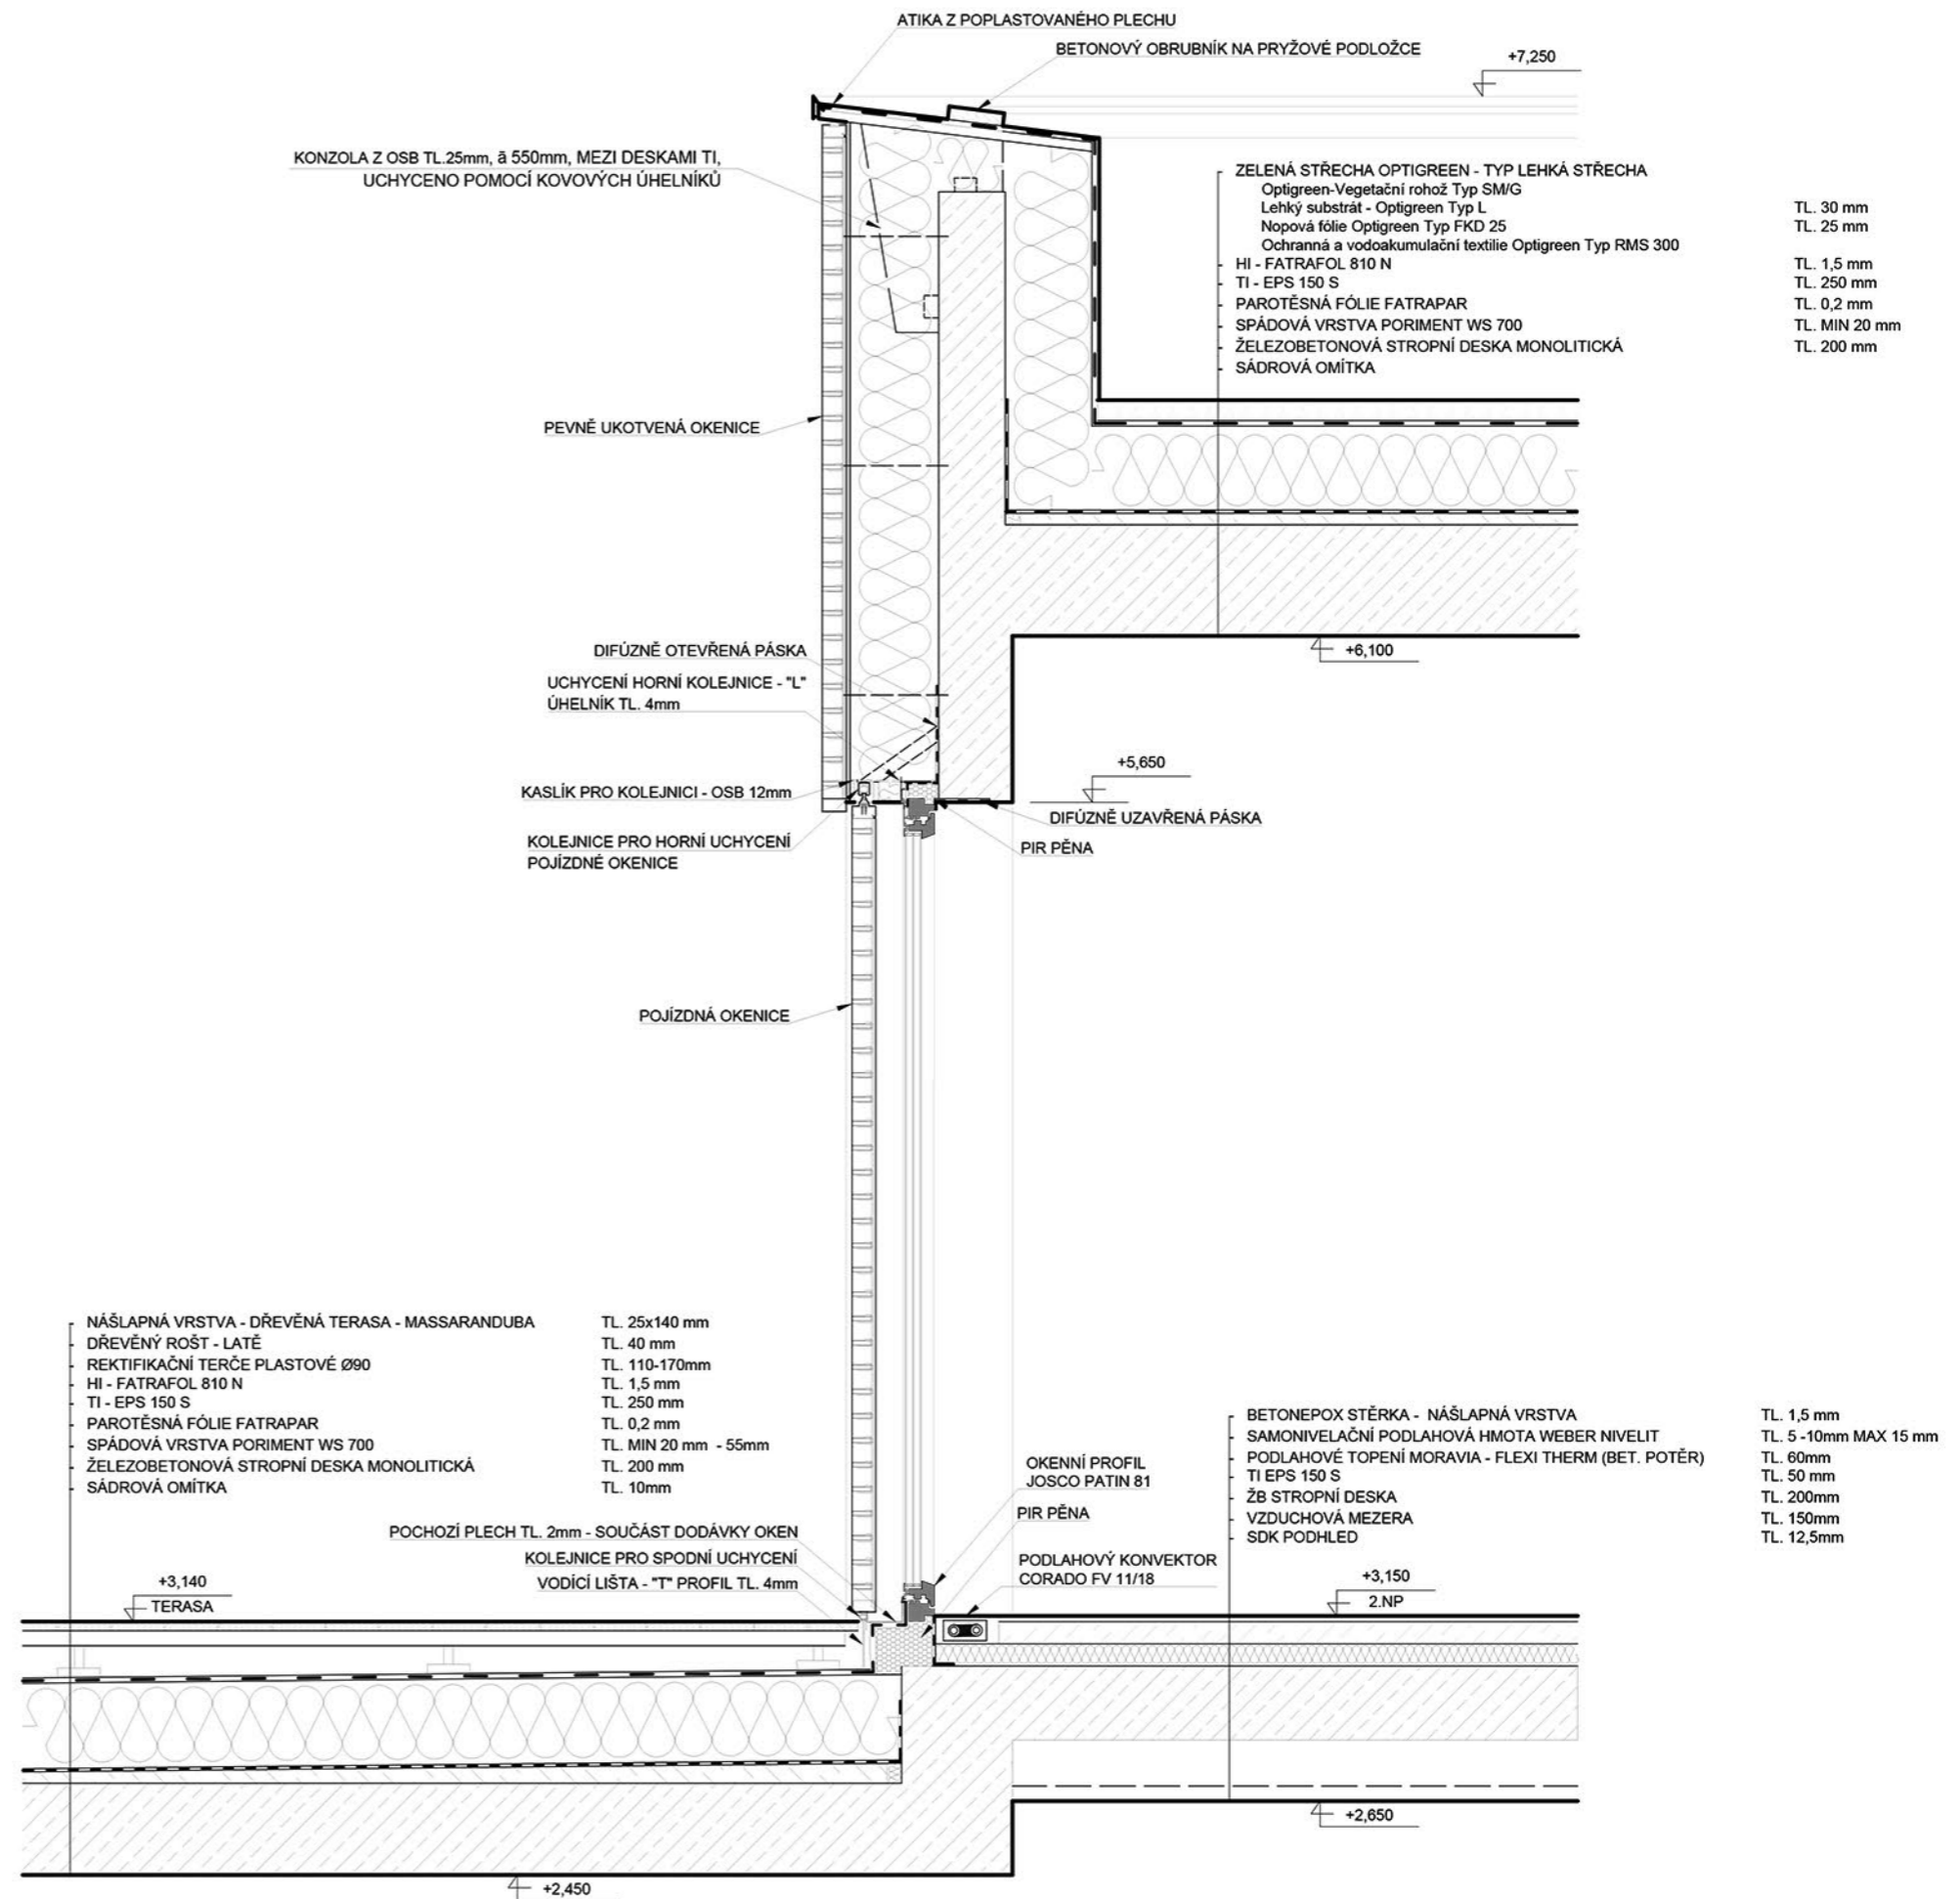 ATIKA Z POPLASTOVANÉHO PLECHU
BETONOVÝ OBRUBNÍK NA PRYŽOVÉ PODLOŽCE
+7,250
KONZOLA Z OSB TL.25mm, ā 550mm, MEZI DESKAMI TI,
UCHYCENO POMOCÍ KOVOVÝCH ÚHELNÍKŮ
ZELENÁ STŘECHA OPTIGREEN - TYP LEHKÁ STŘECHA
Optigreen-Vegetační rohož Typ SM/G
Lehký substrát - Optigreen Typ L TL. 30 mm
Nopová fólie Optigreen Typ FKD 25 TL. 25 mm
Ochranná a vodoakumulační textilie Optigreen Typ RMS 300
HI - FATRAFOL 810 N TL. 1,5 mm
TI - EPS 150 S TL. 250 mm
PAROTĚSNÁ FÓLIE FATRAPAR TL. 0,2 mm
SPÁDOVÁ VRSTVA PORIMENT WS 700 TL. MIN 20 mm
ŽELEZOBETONOVÁ STROPNÍ DESKA MONOLITICKÁ TL. 200 mm
SÁDROVÁ OMÍTKA
PEVNĚ UKOTVENÁ OKENICE
DIFÚZNĚ OTEVŘENÁ PÁSKA
+6,100
UCHYCENÍ HORNÍ KOLEJNICE - "L"
ÚHELNÍK TL. 4mm
+5,650
KASLÍK PRO KOLEJNICI - OSB 12mm
DIFÚZNĚ UZAVŘENÁ PÁSKA
KOLEJNICE PRO HORNÍ UCHYCENÍ
POJÍZDNÉ OKENICE
PIR PĚNA
POJÍZDNÁ OKENICE
NÁŠLAPNÁ VRSTVA - DŘEVĚNÁ TERASA - MASSARANDUBA TL. 25x140 mm
DŘEVĚNÝ ROŠT - LATĚ TL. 40 mm
REKTIFIKAČNÍ TERČE PLASTOVÉ Ø90 TL. 110-170mm
HI - FATRAFOL 810 N TL. 1,5 mm
TI - EPS 150 S TL. 250 mm
PAROTĚSNÁ FÓLIE FATRAPAR TL. 0,2 mm
SPÁDOVÁ VRSTVA PORIMENT WS 700 TL. MIN 20 mm - 55mm
ŽELEZOBETONOVÁ STROPNÍ DESKA MONOLITICKÁ TL. 200 mm
SÁDROVÁ OMÍTKA TL. 10mm
BETONEPOX STĚRKA - NÁŠLAPNÁ VRSTVA TL. 1,5 mm
SAMONIVELAČNÍ PODLAHOVÁ HMOTA WEBER NIVELIT TL. 5 -10mm MAX 15 mm
PODLAHOVÉ TOPENÍ MORAVIA - FLEXI THERM (BET. POTĚR) TL. 60mm
TI EPS 150 S TL. 50 mm
ŽB STROPNÍ DESKA TL. 200mm
VZDUCHOVÁ MEZERA TL. 150mm
SDK PODHLED TL. 12,5mm
OKENNÍ PROFIL
JOSCO PATIN 81
PIR PĚNA
PODLAHOVÝ KONVEKTOR
CORADO FV 11/18
POCHOZÍ PLECH TL. 2mm - SOUČÁST DODÁVKY OKEN
KOLEJNICE PRO SPODNÍ UCHYCENÍ
VODÍCÍ LIŠTA - "T" PROFIL TL. 4mm
+3,140
TERASA
+3,150
2.NP
+2,650
+2,450